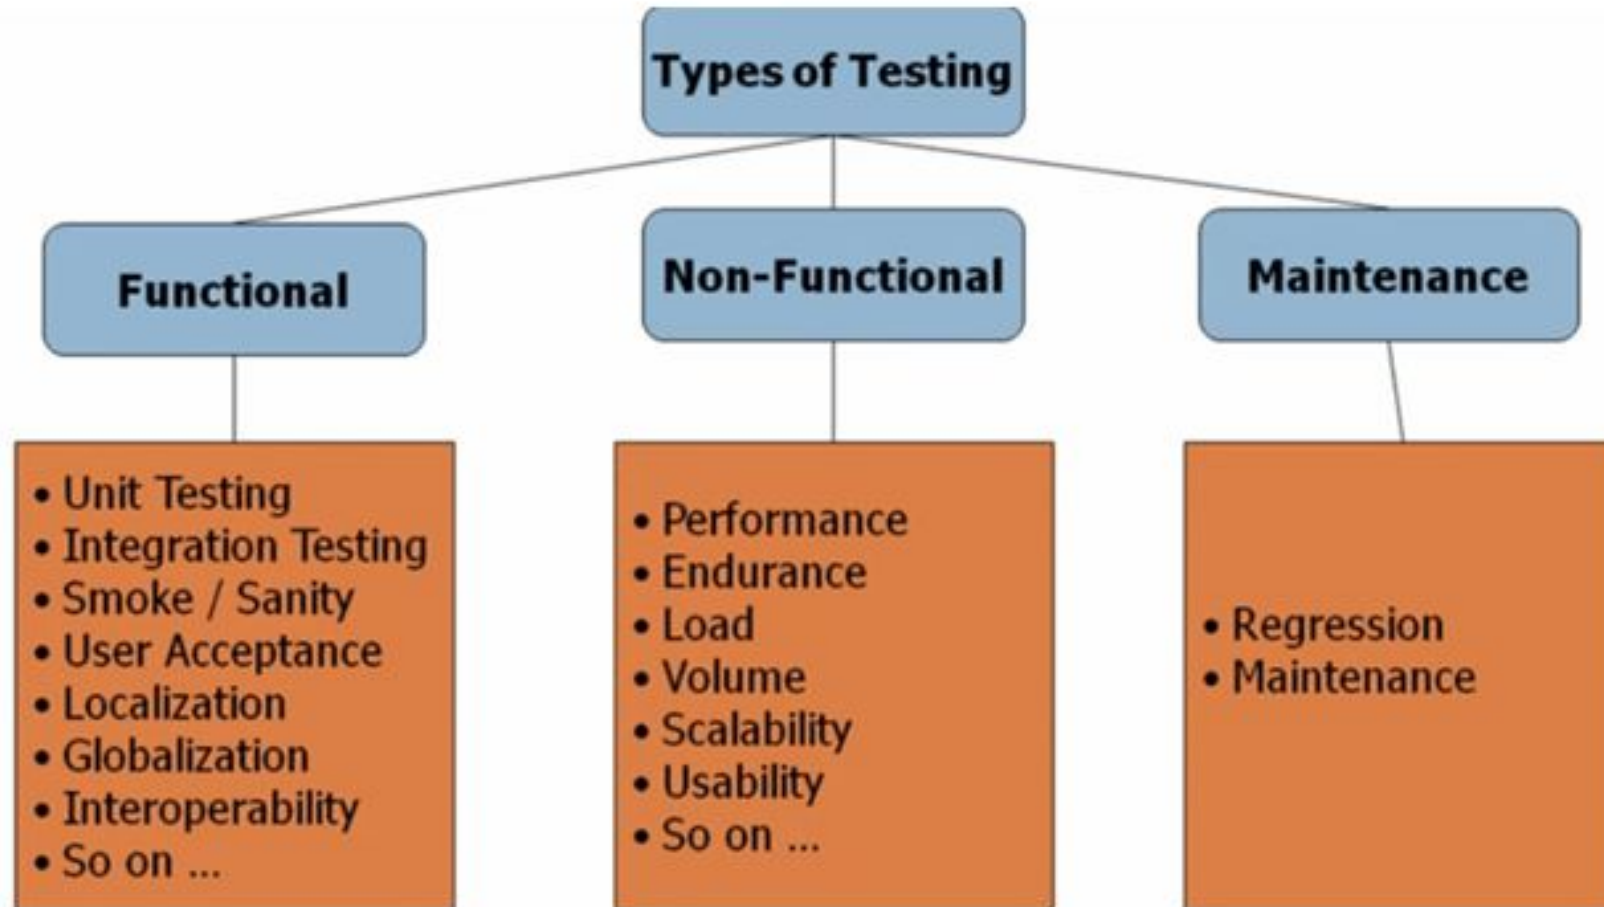 Types of Testing
Functional
Non-Functional
Maintenance
• Unit Testing
• Integration Testing
• Smoke / Sanity
• User Acceptance
• Localization
• Globalization
• Interoperability
• So on ...
• Performance
• Endurance
• Load
• Volume
• Scalability
• Usability
• So on ...
• Regression
• Maintenance